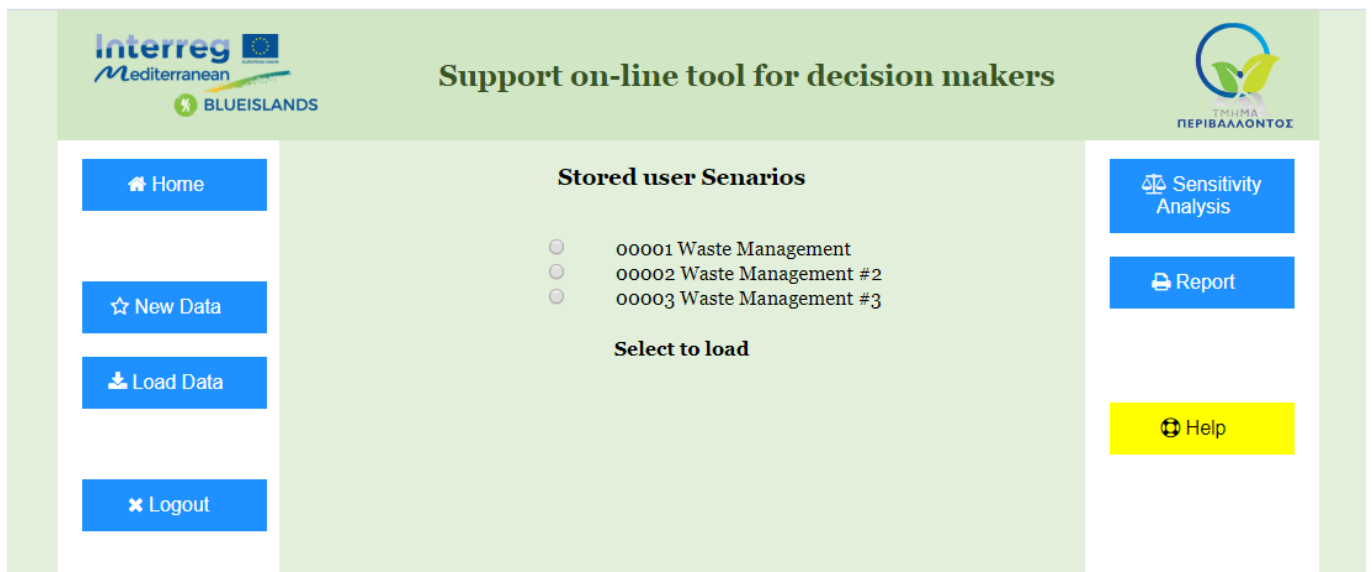 Interreg
EUROPEAN UNION
Mediterranean
BLUEISLANDS
Support on-line tool for decision makers
ΤΜΗΜΑ
ΠΕΡΙΒΑΛΛΟΝΤΟΣ
Home
New Data
Load Data
Logout
Stored user Senarios
00001 Waste Management
00002 Waste Management #2
00003 Waste Management #3
Select to load
Sensitivity
Analysis
Report
Help